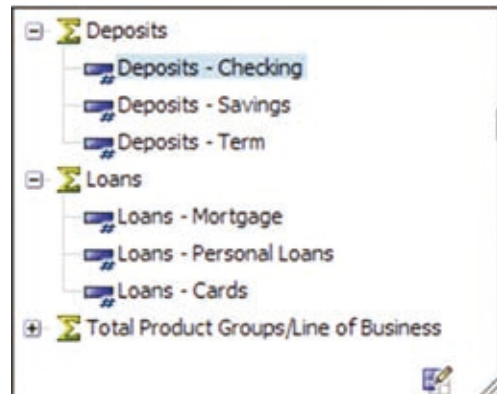 Deposits
Deposits - Checking
Deposits - Savings
Deposits - Term
Loans
Loans - Mortgage
Loans - Personal Loans
Loans - Cards
Total Product Groups/Line of Business